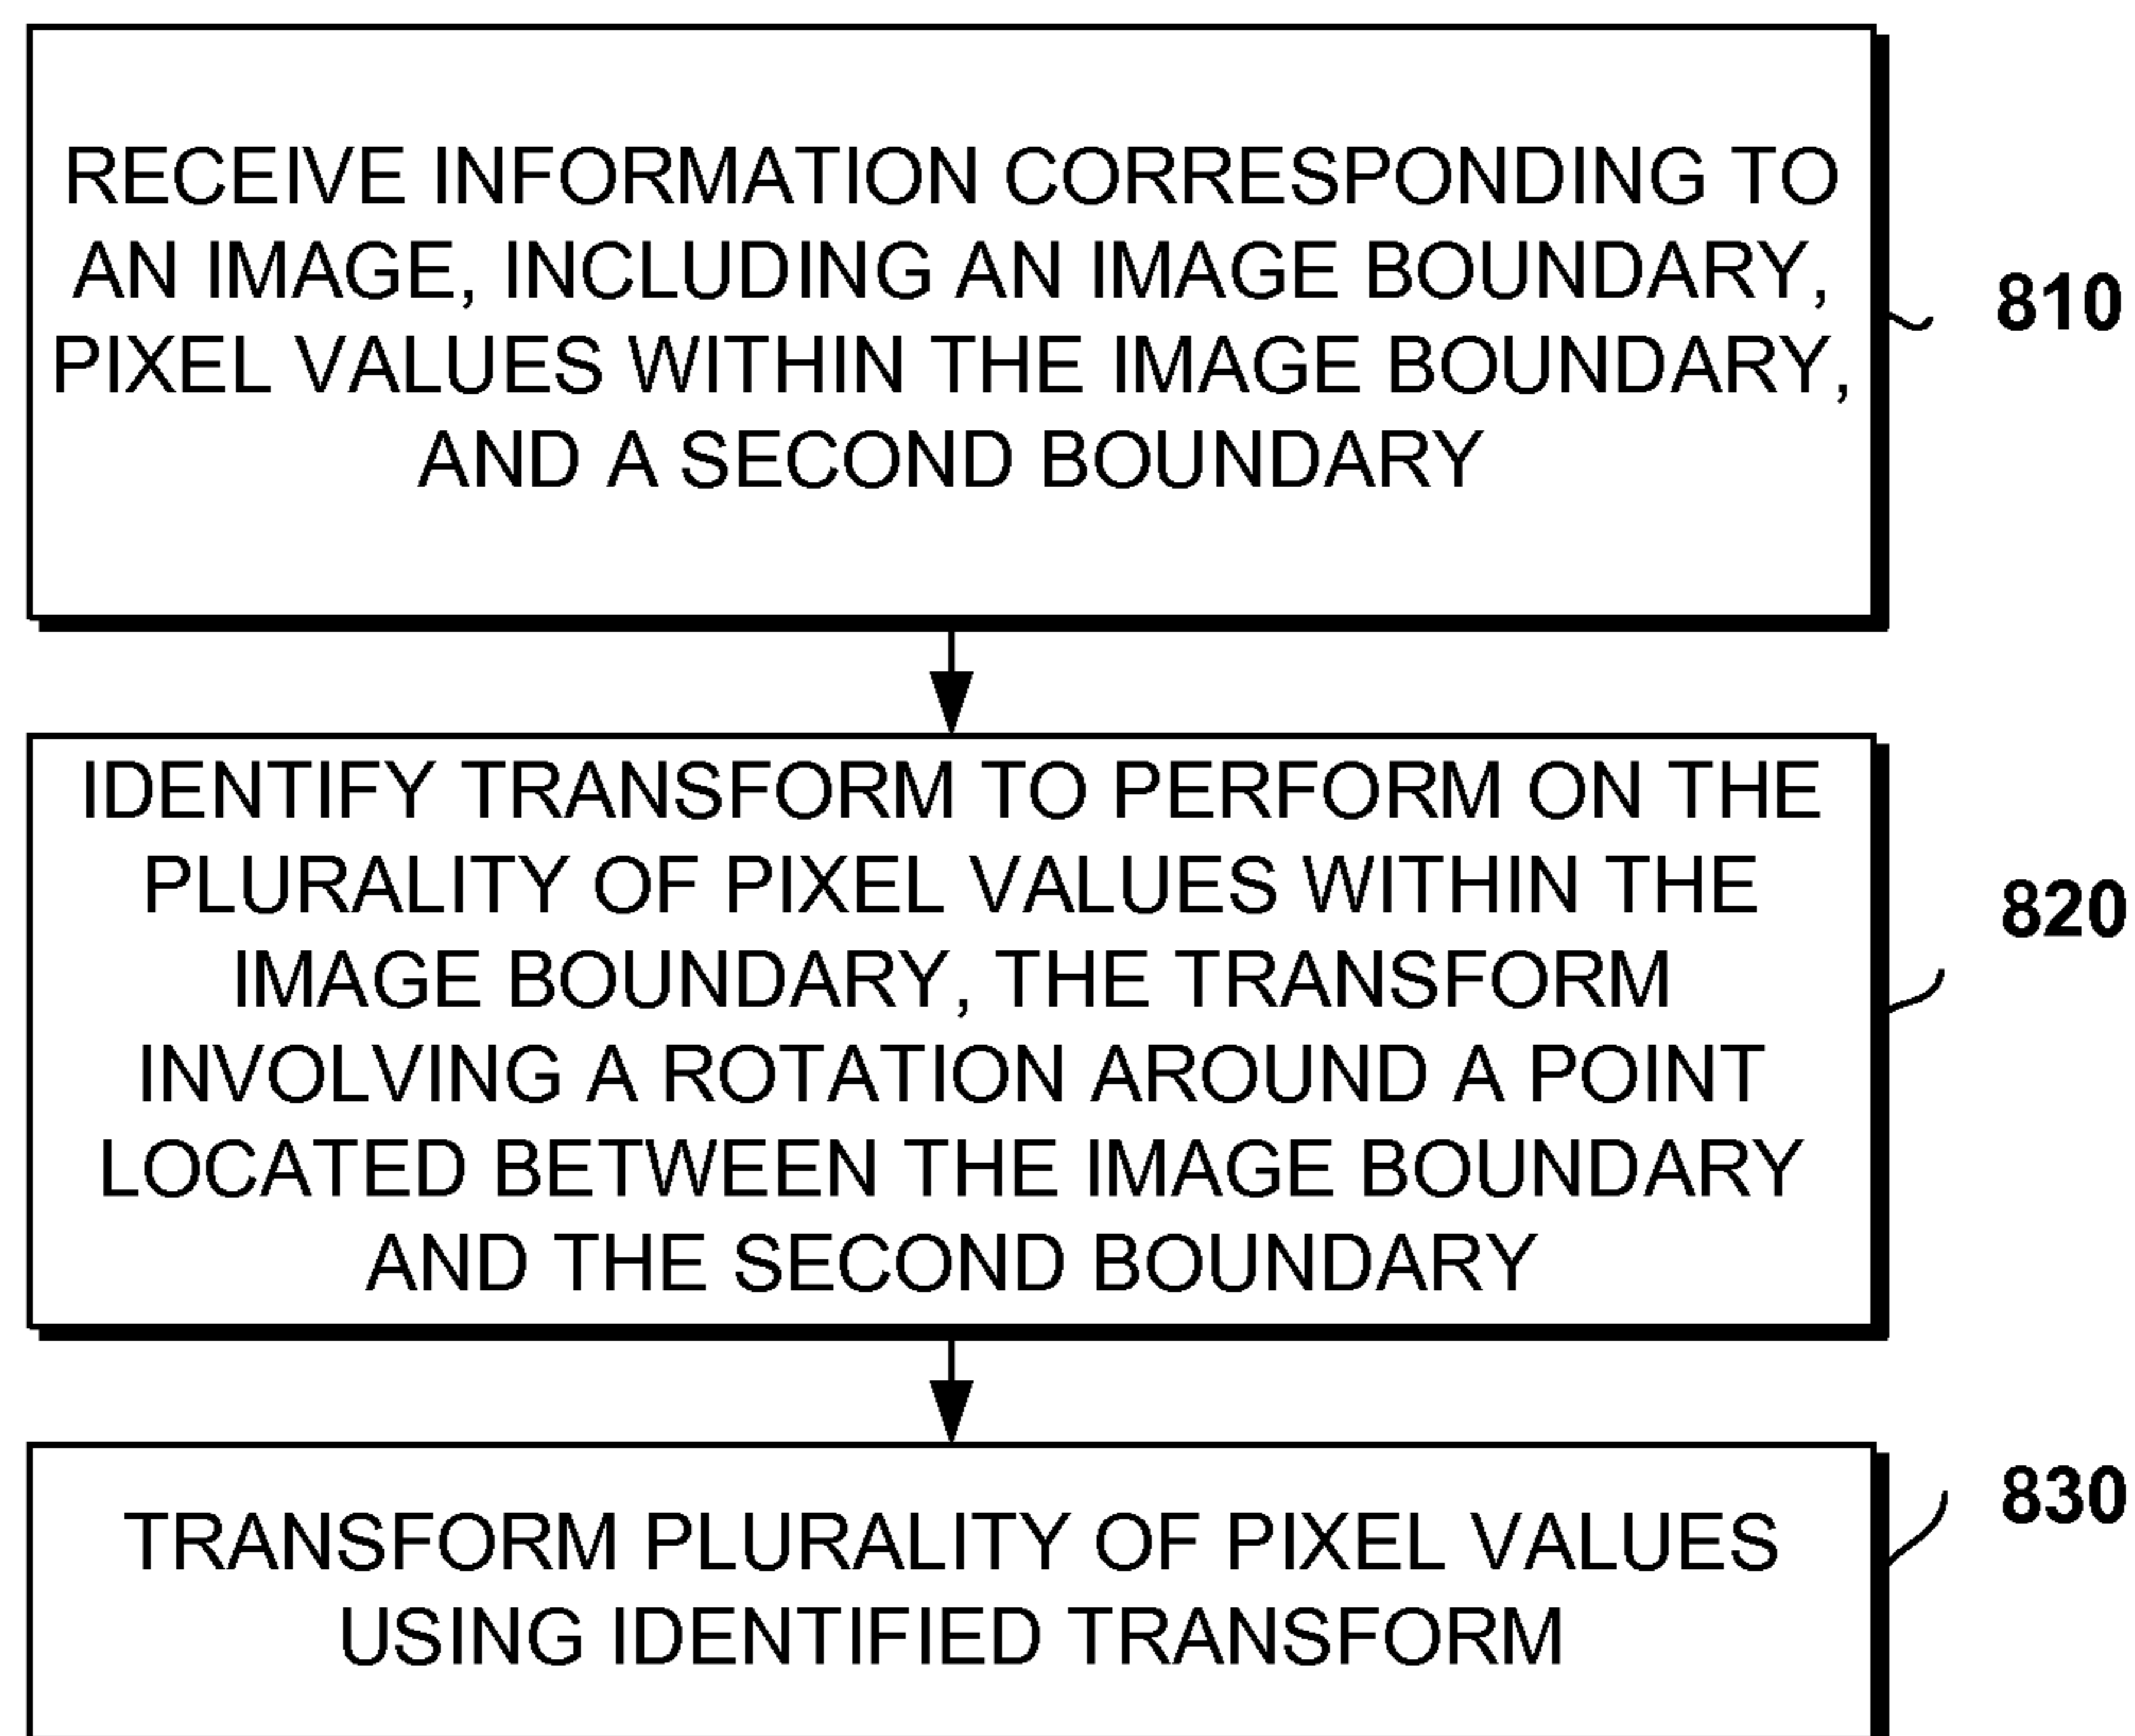 RECEIVE INFORMATION CORRESPONDING TO
AN IMAGE, INCLUDING AN IMAGE BOUNDARY,
PIXEL VALUES WITHIN THE IMAGE BOUNDARY,
AND A SECOND BOUNDARY
810
IDENTIFY TRANSFORM TO PERFORM ON THE
PLURALITY OF PIXEL VALUES WITHIN THE
IMAGE BOUNDARY, THE TRANSFORM
INVOLVING A ROTATION AROUND A POINT
LOCATED BETWEEN THE IMAGE BOUNDARY
AND THE SECOND BOUNDARY
820
TRANSFORM PLURALITY OF PIXEL VALUES
USING IDENTIFIED TRANSFORM
830